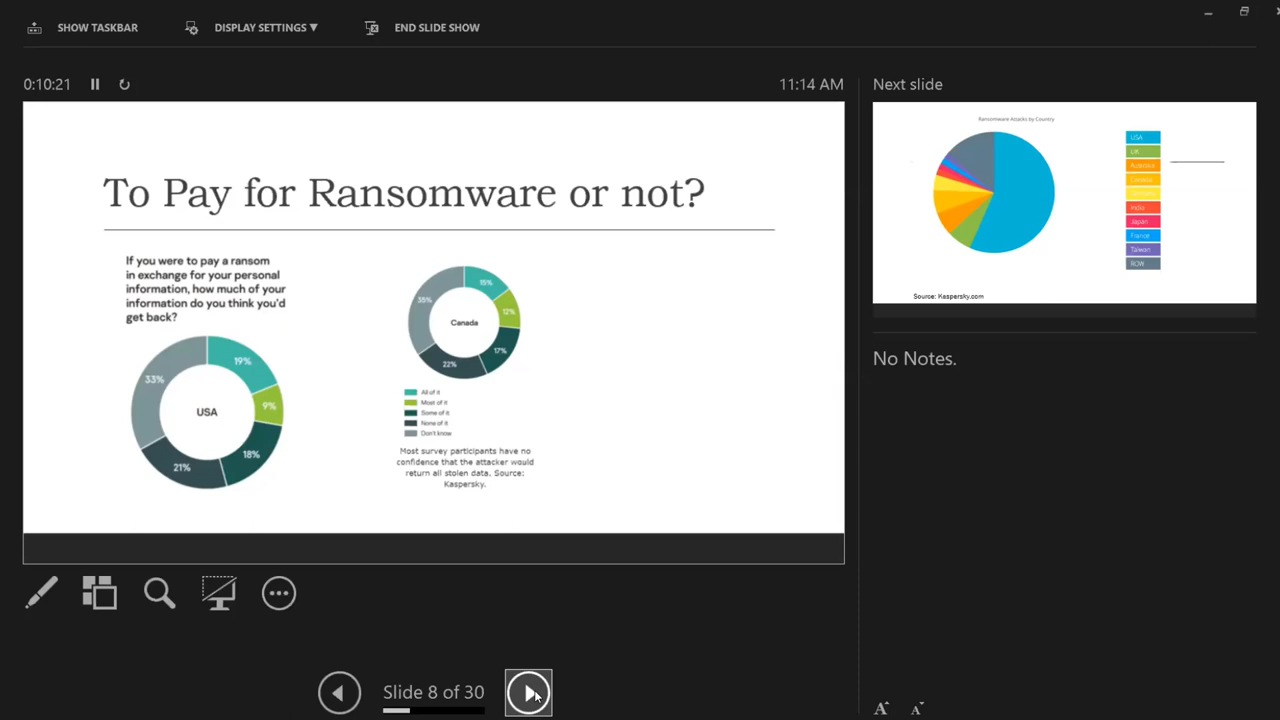 SHOW TASKBAR
DISPLAY SETTINGS ▼
END SLIDE SHOW
0:10:21
11:14 AM
To Pay for Ransomware or not?
If you were to pay a ransom
in exchange for your personal
information, how much of your
information do you think you'd
get back?
19%
9%
18%
21%
33%
USA
15%
12%
17%
22%
35%
Canada
All of it
Most of it
Some of it
None of it
Don't know
Most survey participants have no
confidence that the attacker would
return all stolen data. Source:
Kaspersky.
Next slide
Ransomware Attacks by Country
USA
UK
Australia
Canada
India
Japan
France
Taiwan
ROW
Source: Kaspersky.com
No Notes.
Slide 8 of 30
A
A